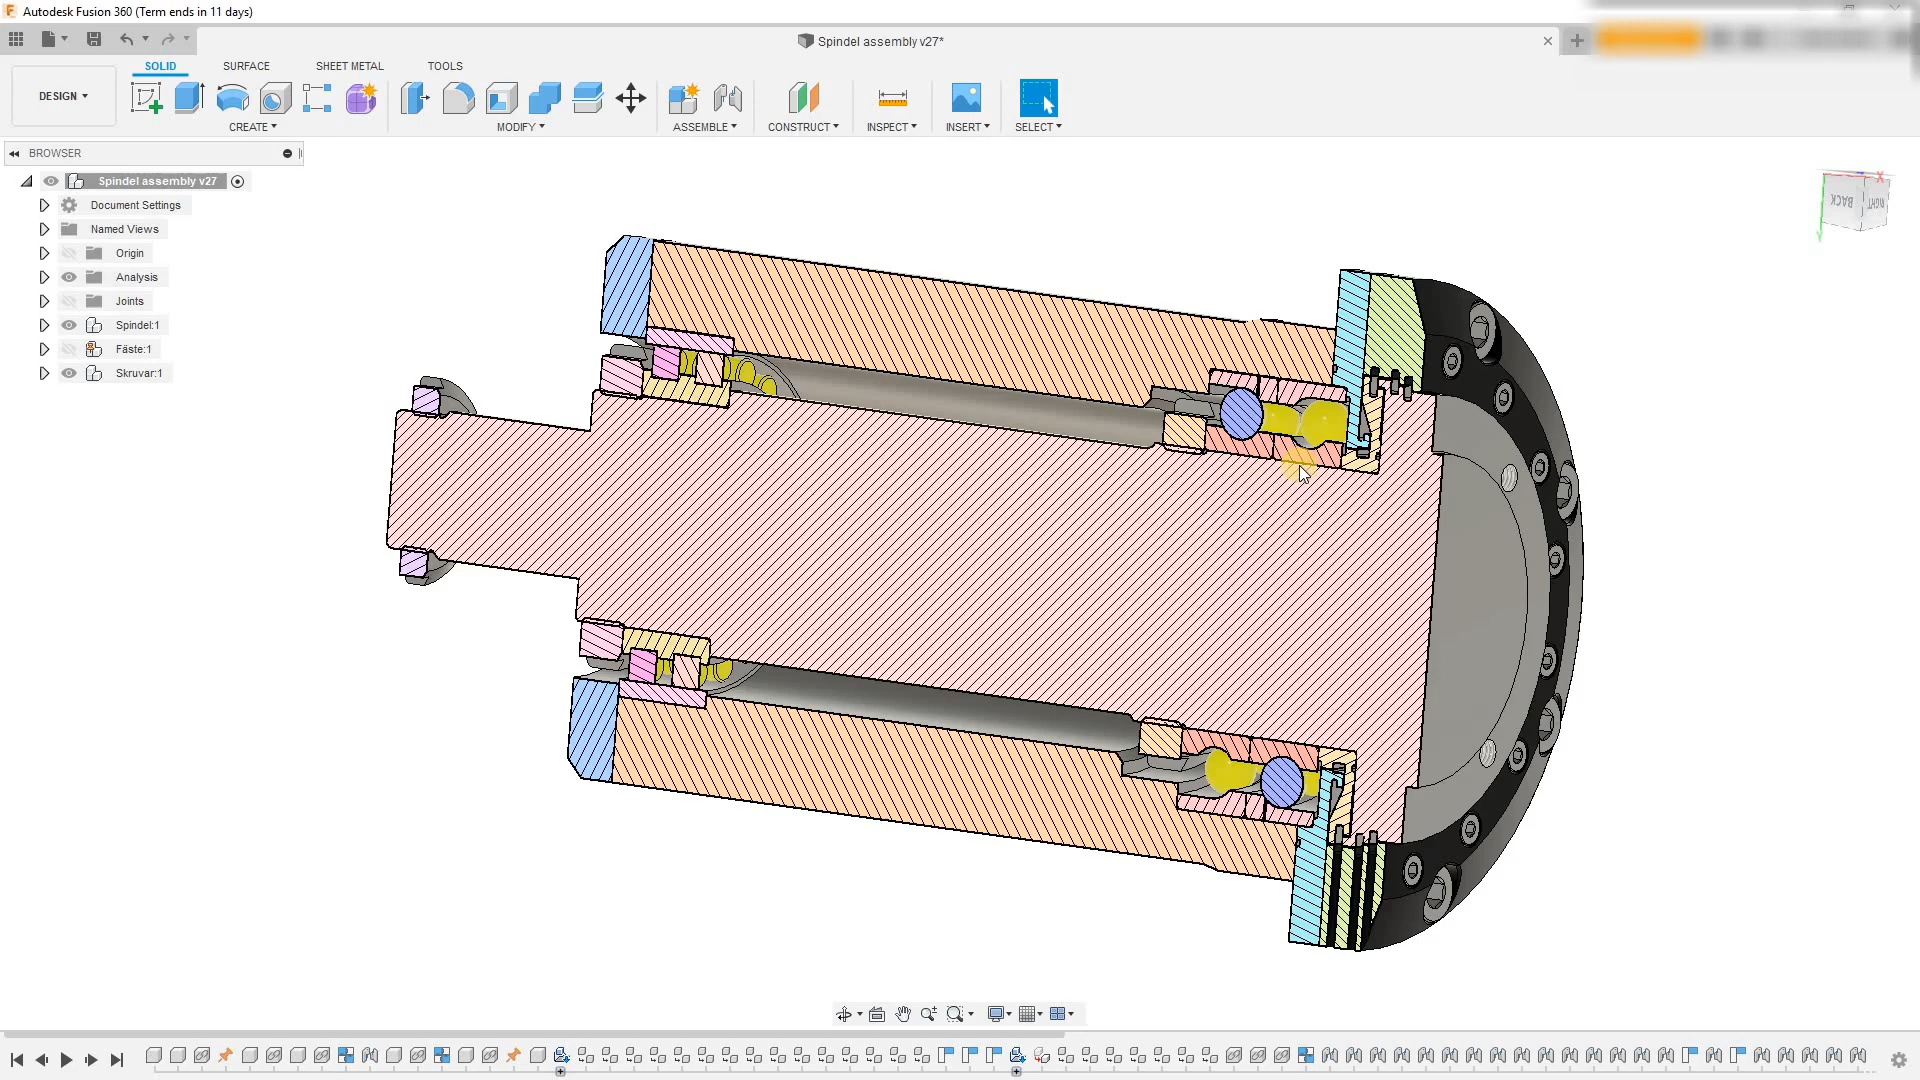 Autodesk Fusion 360 (Term ends in 11 days)
Spindel assembly v27*
SOLID SURFACE SHEET METAL TOOLS
DESIGN
CREATE MODIFY ASSEMBLE CONSTRUCT INSPECT INSERT SELECT
BROWSER
Spindel assembly v27
Document Settings
Named Views
Origin
Analysis
Joints
Spindel:1
Fäste:1
Skruvar:1
X
BACK RIGHT
Y